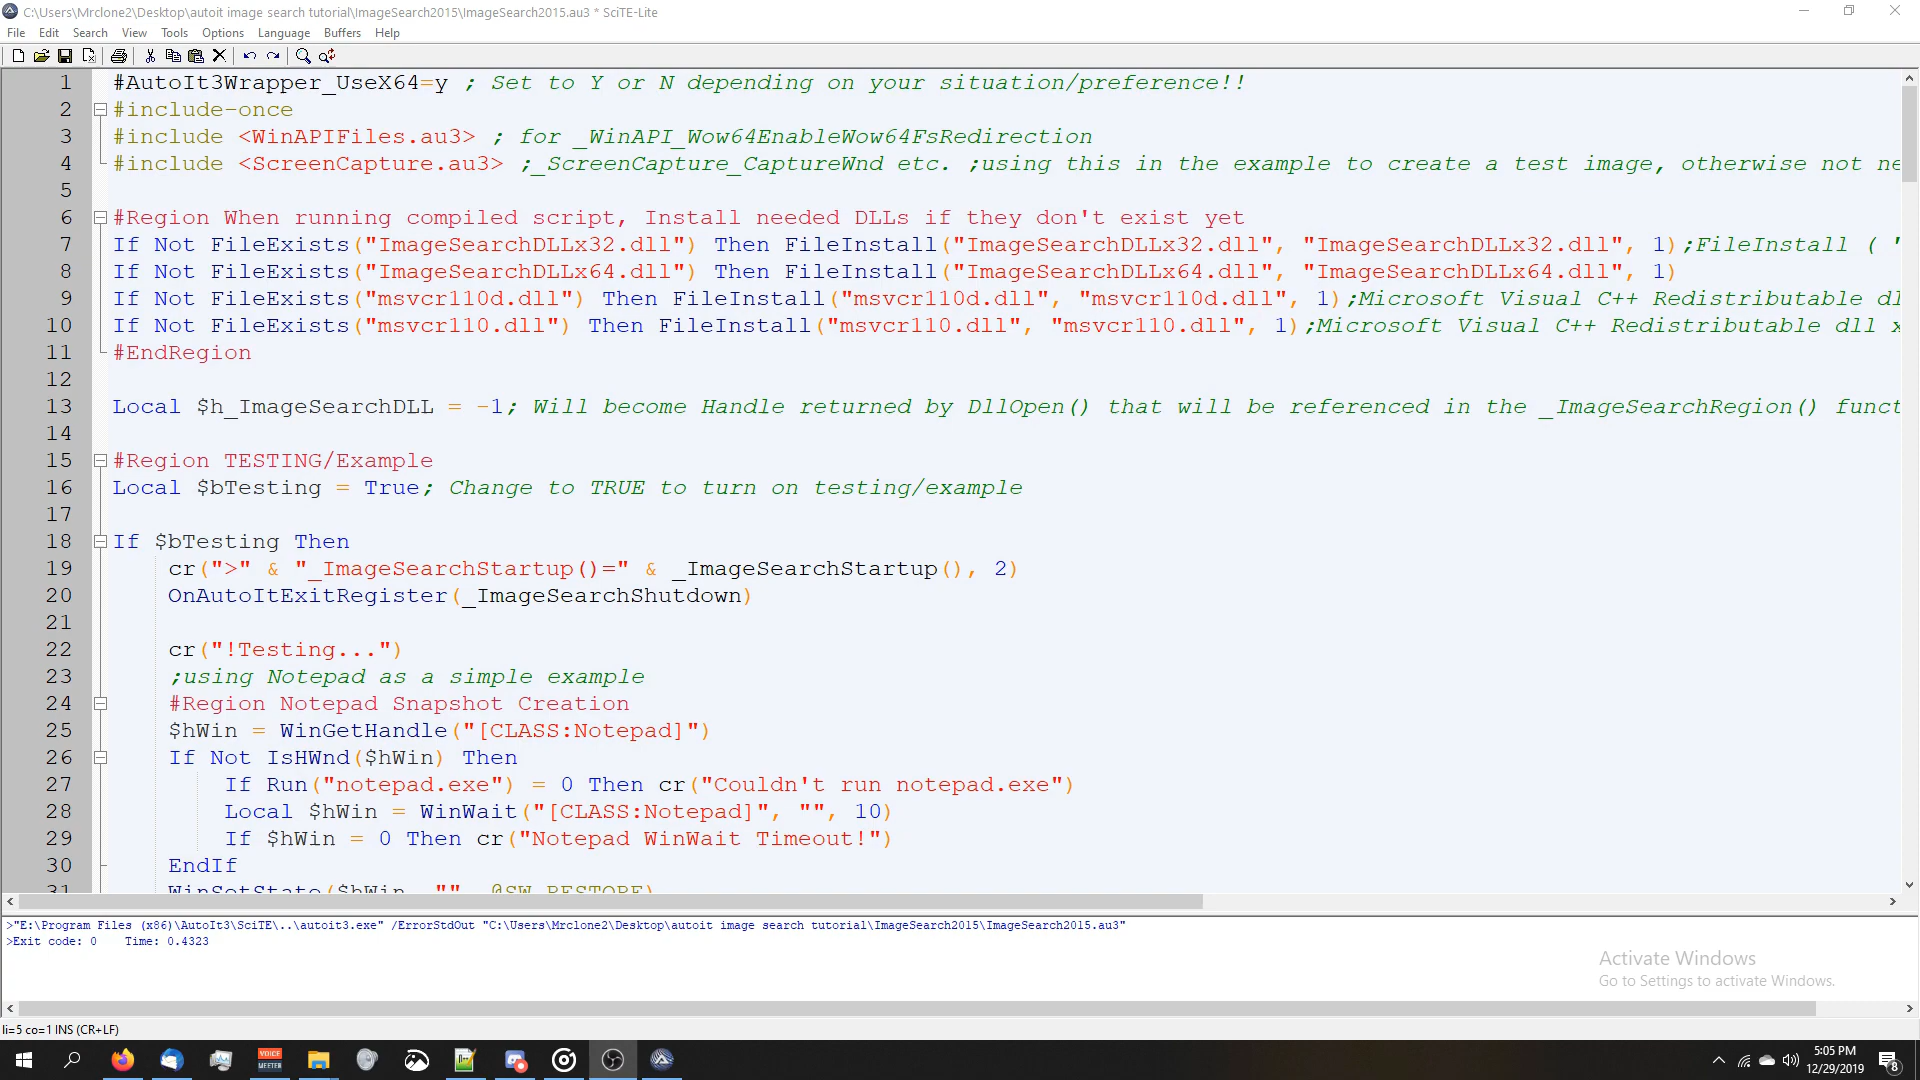 C:\Users\Mrclone2\Desktop\autoit image search tutorial\ImageSearch2015\ImageSearch2015.au3 * SciTE-Lite
File Edit Search View Tools Options Language Buffers Help
1 #AutoIt3Wrapper_UseX64=y ; Set to Y or N depending on your situation/preference!!
2 #include-once
3 #include <WinAPIFiles.au3> ; for _WinAPI_Wow64EnableWow64FsRedirection
4 #include <ScreenCapture.au3> ;_ScreenCapture_CaptureWnd etc. ;using this in the example to create a test image, otherwise not ne
5
6 #Region When running compiled script, Install needed DLLs if they don't exist yet
7 If Not FileExists("ImageSearchDLLx32.dll") Then FileInstall("ImageSearchDLLx32.dll", "ImageSearchDLLx32.dll", 1);FileInstall ( "
8 If Not FileExists("ImageSearchDLLx64.dll") Then FileInstall("ImageSearchDLLx64.dll", "ImageSearchDLLx64.dll", 1)
9 If Not FileExists("msvcr110d.dll") Then FileInstall("msvcr110d.dll", "msvcr110d.dll", 1);Microsoft Visual C++ Redistributable dl
10 If Not FileExists("msvcr110.dll") Then FileInstall("msvcr110.dll", "msvcr110.dll", 1);Microsoft Visual C++ Redistributable dll x
11 #EndRegion
12
13 Local $h_ImageSearchDLL = -1; Will become Handle returned by DllOpen() that will be referenced in the _ImageSearchRegion() funct
14
15 #Region TESTING/Example
16 Local $bTesting = True; Change to TRUE to turn on testing/example
17
18 If $bTesting Then
19 cr(">" & "_ImageSearchStartup()=" & _ImageSearchStartup(), 2)
20 OnAutoItExitRegister(_ImageSearchShutdown)
21
22 cr("!Testing...")
23 ;using Notepad as a simple example
24 #Region Notepad Snapshot Creation
25 $hWin = WinGetHandle("[CLASS:Notepad]")
26 If Not IsHWnd($hWin) Then
27 If Run("notepad.exe") = 0 Then cr("Couldn't run notepad.exe")
28 Local $hWin = WinWait("[CLASS:Notepad]", "", 10)
29 If $hWin = 0 Then cr("Notepad WinWait Timeout!")
30 EndIf
31 WinSetState($hWin, "", @SW_RESTORE)
>"E:\Program Files (x86)\AutoIt3\SciTE\..\autoit3.exe" /ErrorStdOut "C:\Users\Mrclone2\Desktop\autoit image search tutorial\ImageSearch2015\ImageSearch2015.au3"
>Exit code: 0    Time: 0.4323
Activate Windows
Go to Settings to activate Windows.
li=5 co=1 INS (CR+LF)
VOICE
MEETER
5:05 PM
12/29/2019
8